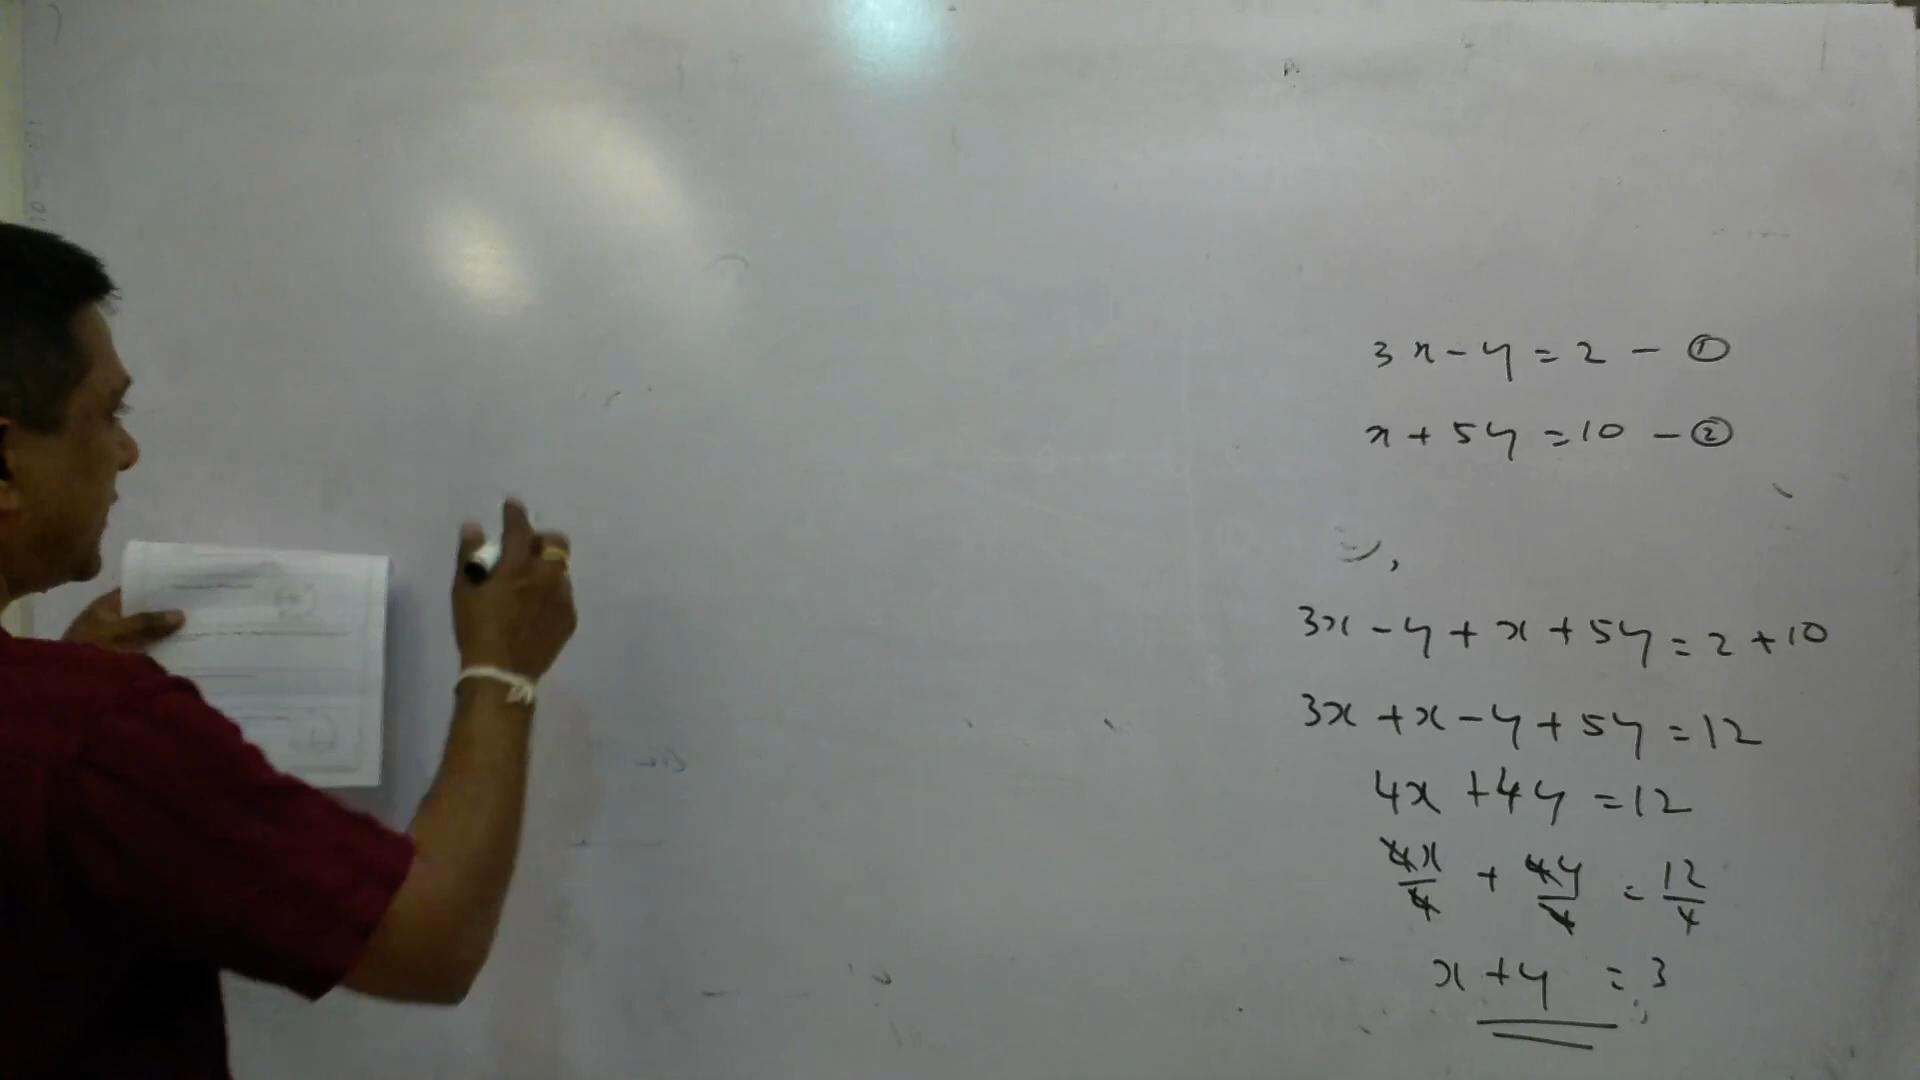 3x - y = 2 - ①
x + 5y = 10 - ②
3x - y + x + 5y = 2 + 10
3x + x - y + 5y = 12
4x + 4y = 12
4x/4 + 4y/4 = 12/4
x + y = 3